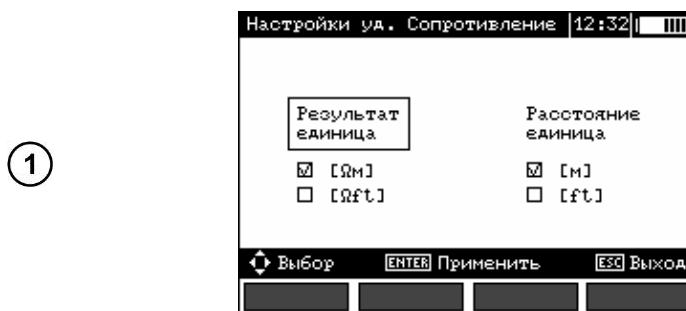 Настройки уд. Сопротивление 12:32
1
Результат единица
Расстояние единица
☑ [Ωм]
☐ [Ωft]
☑ [м]
☐ [ft]
Выбор ENTER Применить ESC Выход